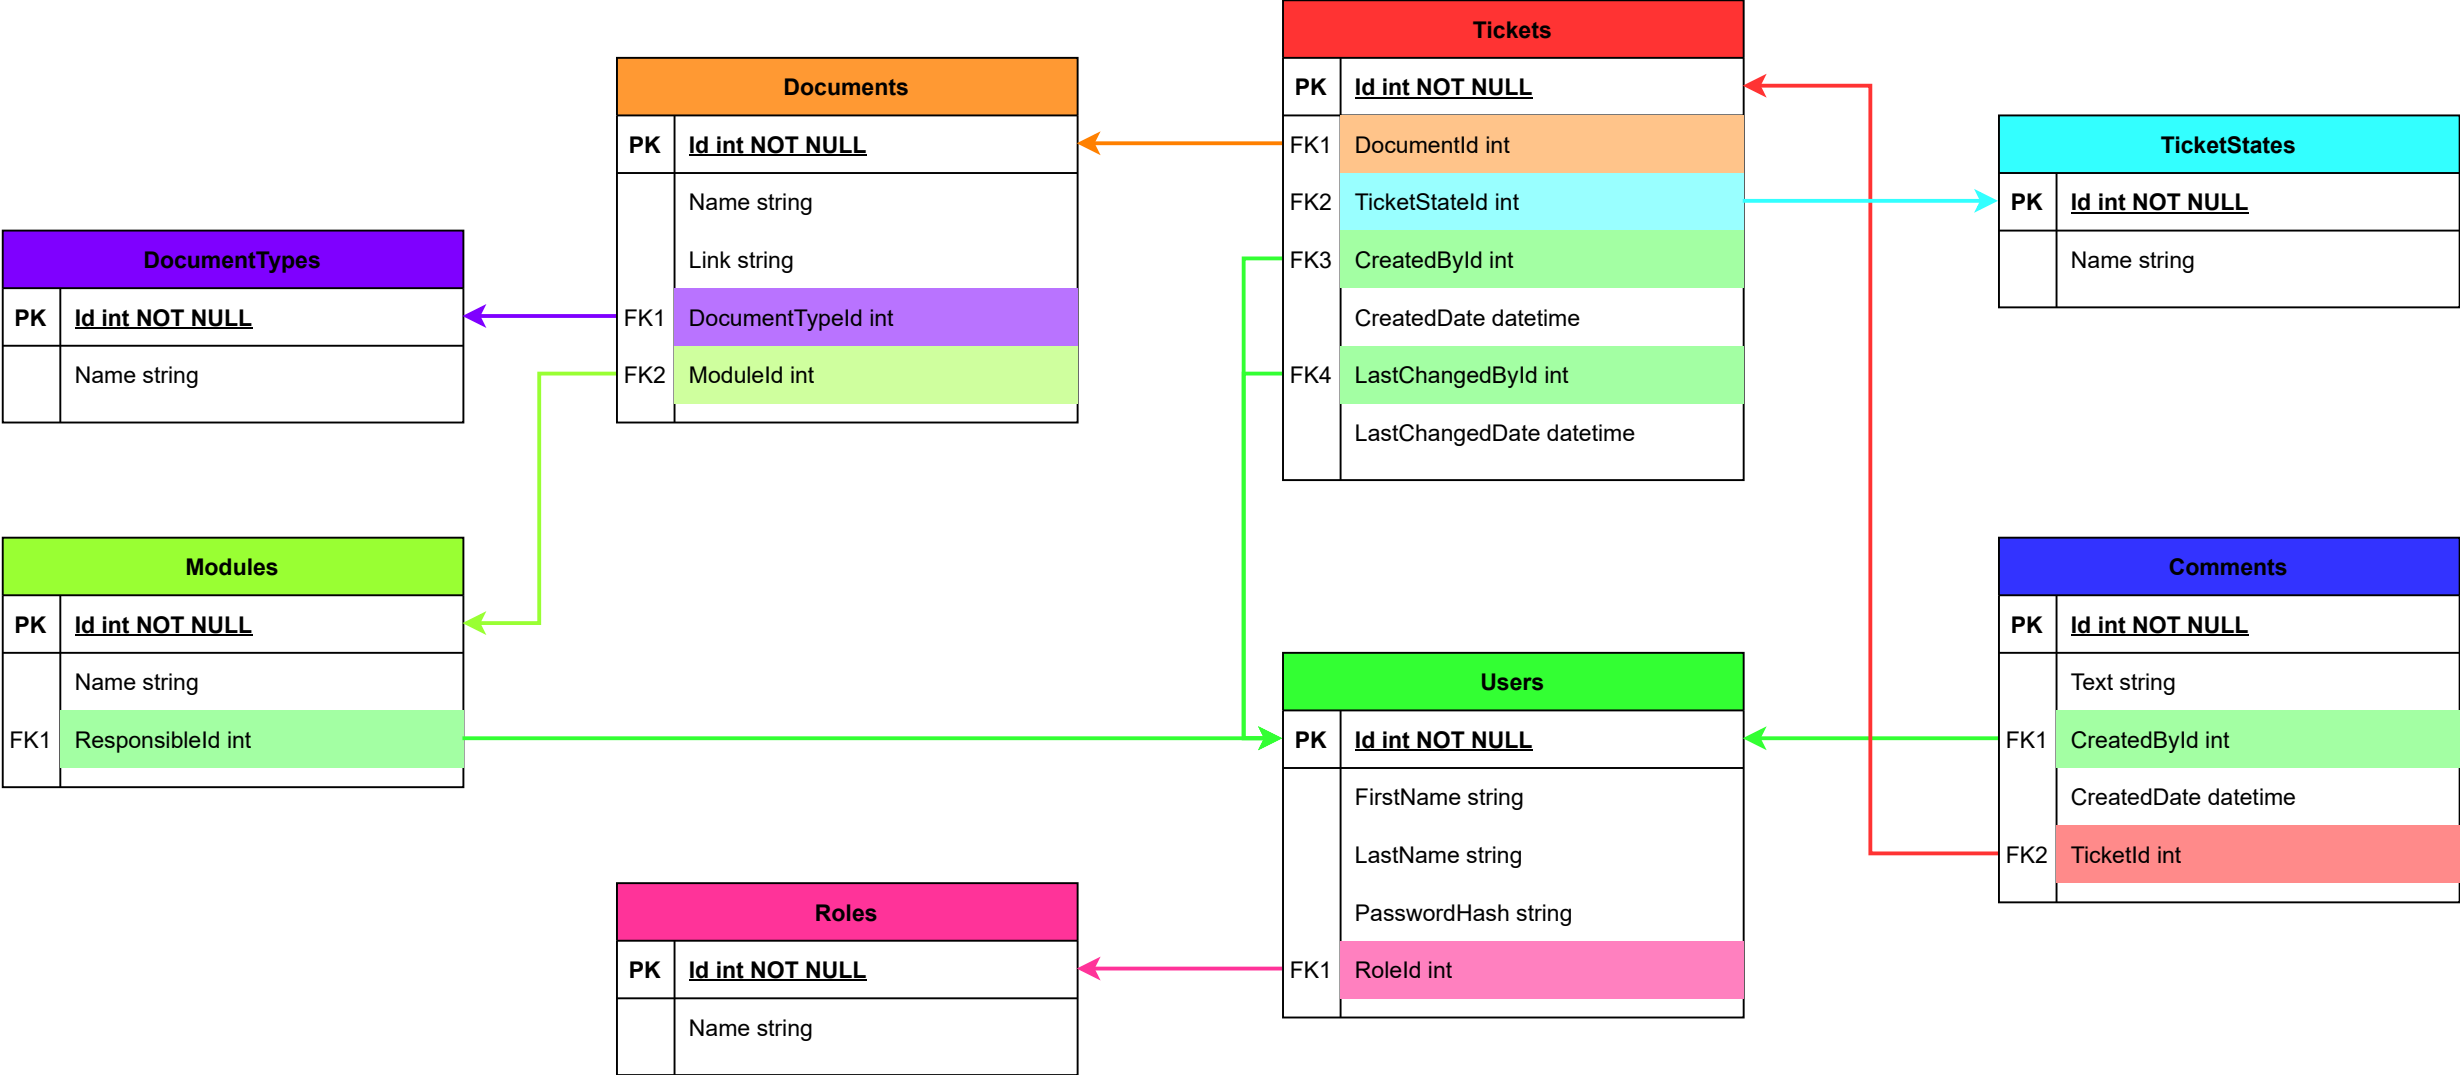 Tickets
PK Id int NOT NULL
FK1 DocumentId int
FK2 TicketStateId int
FK3 CreatedById int
CreatedDate datetime
FK4 LastChangedById int
LastChangedDate datetime
Documents
PK Id int NOT NULL
Name string
Link string
FK1 DocumentTypeId int
FK2 ModuleId int
TicketStates
PK Id int NOT NULL
Name string
DocumentTypes
PK Id int NOT NULL
Name string
Modules
PK Id int NOT NULL
Name string
FK1 ResponsibleId int
Comments
PK Id int NOT NULL
Text string
FK1 CreatedById int
CreatedDate datetime
FK2 TicketId int
Users
PK Id int NOT NULL
FirstName string
LastName string
PasswordHash string
FK1 RoleId int
Roles
PK Id int NOT NULL
Name string